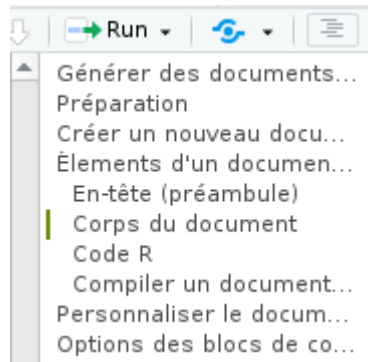 Run
Générer des documents...
Préparation
Créer un nouveau docu...
Élements d'un documen...
En-tête (préambule)
Corps du document
Code R
Compiler un document...
Personnaliser le docum...
Options des blocs de co...